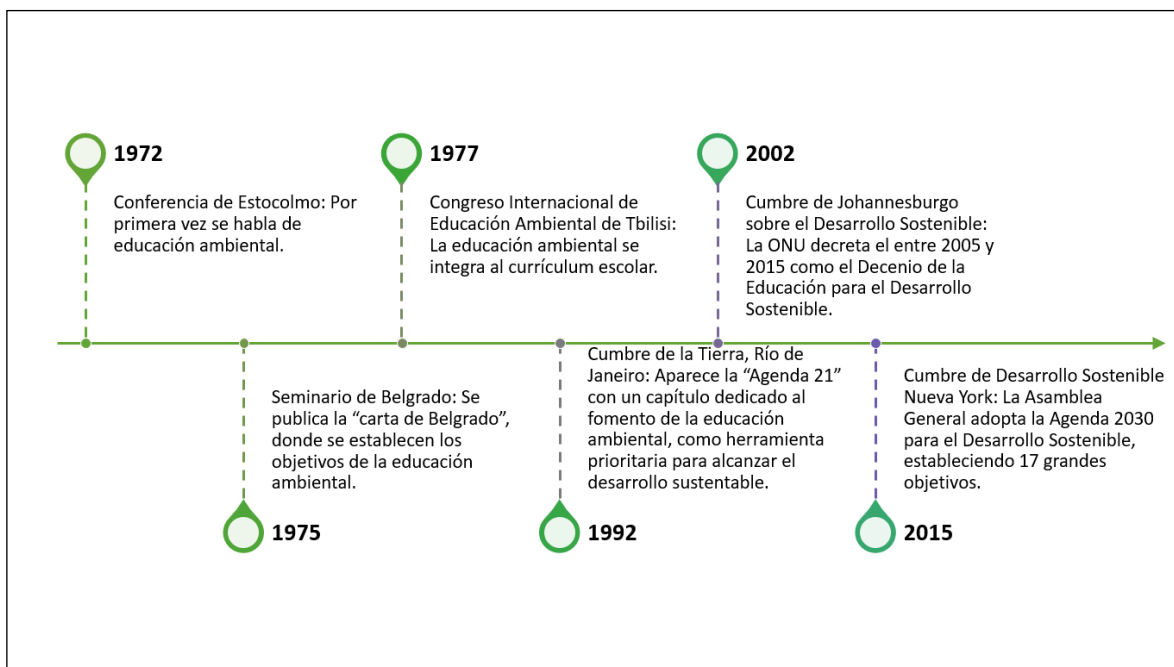 1972
Conferencia de Estocolmo: Por
primera vez se habla de
educación ambiental.
1975
Seminario de Belgrado: Se
publica la “carta de Belgrado”,
donde se establecen los
objetivos de la educación
ambiental.
1977
Congreso Internacional de
Educación Ambiental de Tbilisi:
La educación ambiental se
integra al currículum escolar.
1992
Cumbre de la Tierra, Río de
Janeiro: Aparece la “Agenda 21”
con un capítulo dedicado al
fomento de la educación
ambiental, como herramienta
prioritaria para alcanzar el
desarrollo sustentable.
2002
Cumbre de Johannesburgo
sobre el Desarrollo Sostenible:
La ONU decreta el entre 2005 y
2015 como el Decenio de la
Educación para el Desarrollo
Sostenible.
2015
Cumbre de Desarrollo Sostenible
Nueva York: La Asamblea
General adopta la Agenda 2030
para el Desarrollo Sostenible,
estableciendo 17 grandes
objetivos.